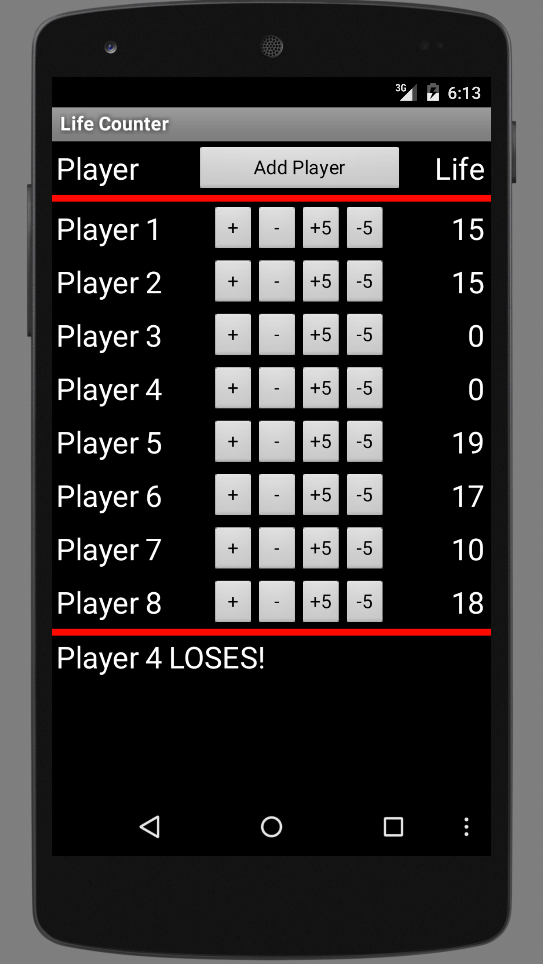 3G 6:13
Life Counter
Player Add Player Life
Player 1 + - +5 -5 15
Player 2 + - +5 -5 15
Player 3 + - +5 -5 0
Player 4 + - +5 -5 0
Player 5 + - +5 -5 19
Player 6 + - +5 -5 17
Player 7 + - +5 -5 10
Player 8 + - +5 -5 18
Player 4 LOSES!